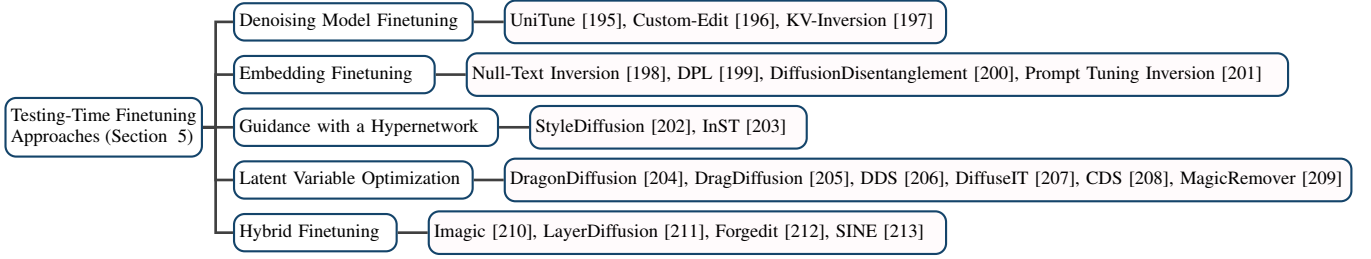 Denoising Model Finetuning
UniTune [195], Custom-Edit [196], KV-Inversion [197]
Embedding Finetuning
Null-Text Inversion [198], DPL [199], DiffusionDisentanglement [200], Prompt Tuning Inversion [201]
Testing-Time Finetuning
Approaches (Section 5)
Guidance with a Hypernetwork
StyleDiffusion [202], InST [203]
Latent Variable Optimization
DragonDiffusion [204], DragDiffusion [205], DDS [206], DiffuseIT [207], CDS [208], MagicRemover [209]
Hybrid Finetuning
Imagic [210], LayerDiffusion [211], Forgedit [212], SINE [213]